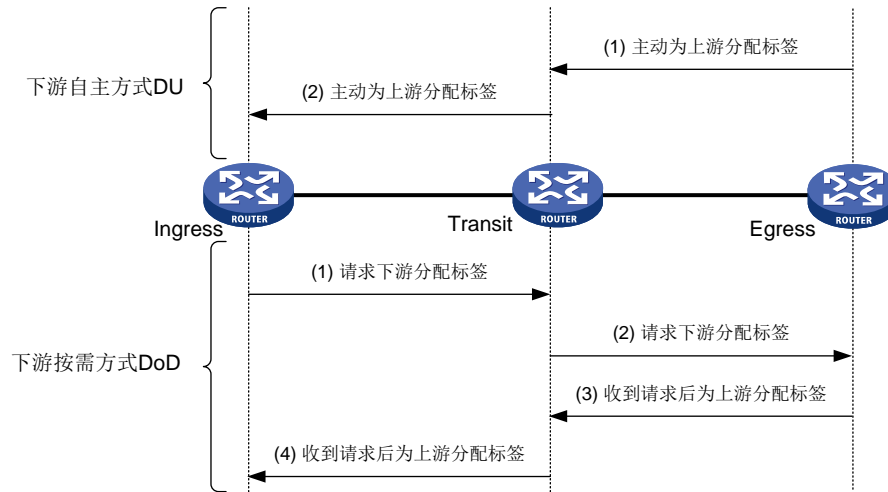 (1) 主动为上游分配标签
下游自主方式DU
(2) 主动为上游分配标签
ROUTER
ROUTER
ROUTER
Ingress
Transit
Egress
(1) 请求下游分配标签
(2) 请求下游分配标签
下游按需方式DoD
(3) 收到请求后为上游分配标签
(4) 收到请求后为上游分配标签